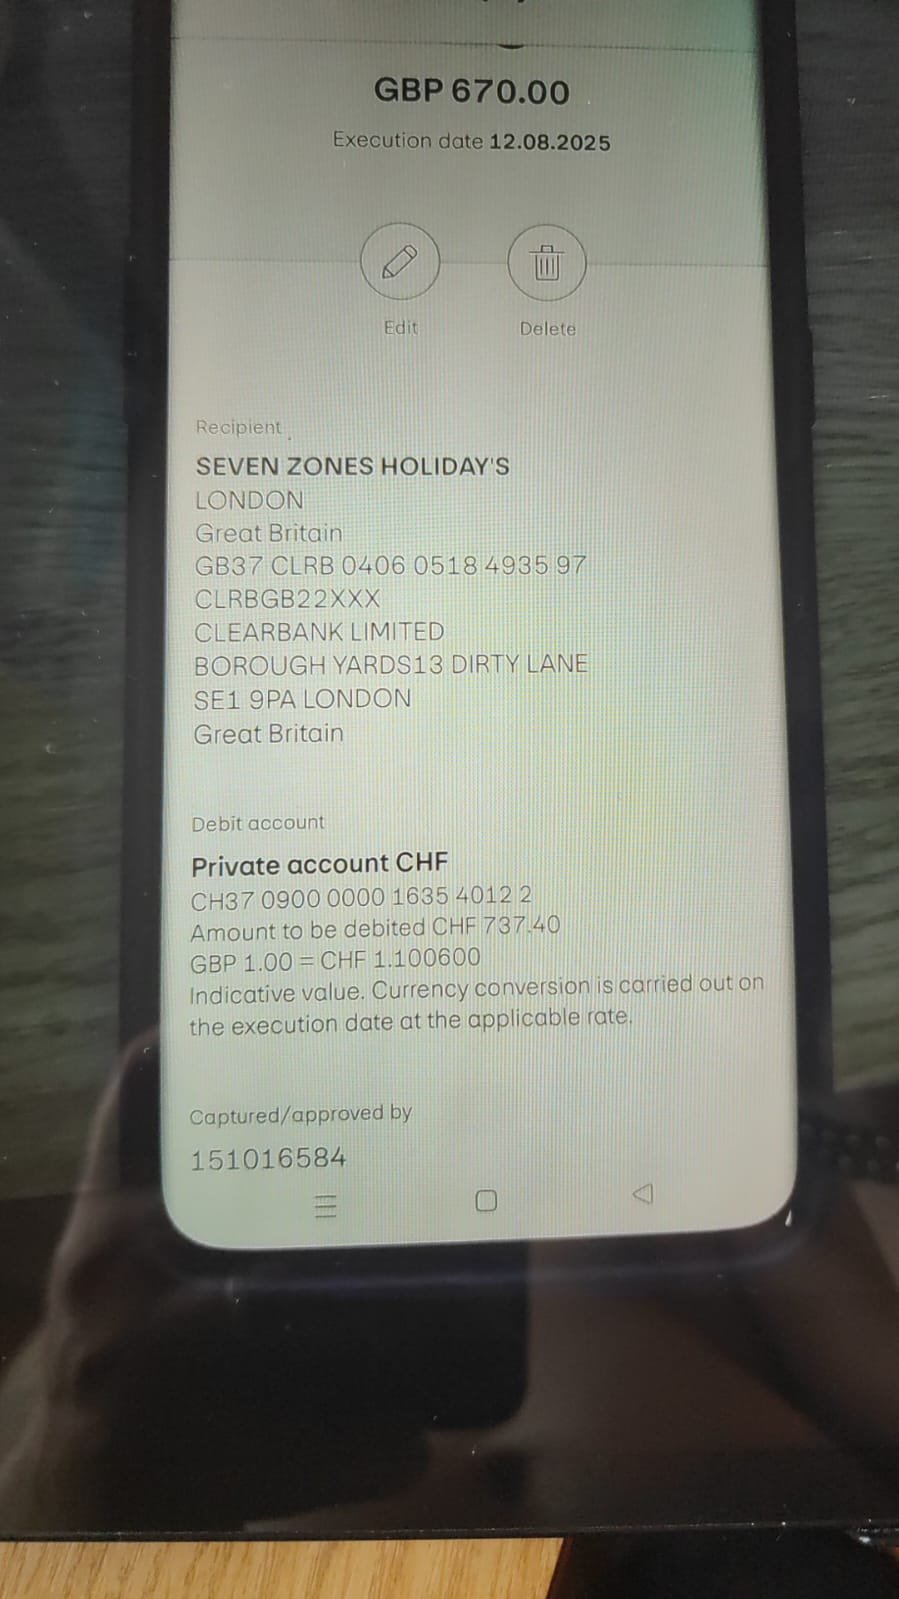 GBP 670.00
Execution date 12.08.2025
Edit
Delete
Recipient
SEVEN ZONES HOLIDAY'S
LONDON
Great Britain
GB37 CLRB 0406 0518 4935 97
CLRBGB22XXX
CLEARBANK LIMITED
BOROUGH YARDS13 DIRTY LANE
SE1 9PA LONDON
Great Britain
Debit account
Private account CHF
CH37 0900 0000 1635 4012 2
Amount to be debited CHF 737.40
GBP 1.00 = CHF 1.100600
Indicative value. Currency conversion is carried out on
the execution date at the applicable rate.
Captured/approved by
151016584